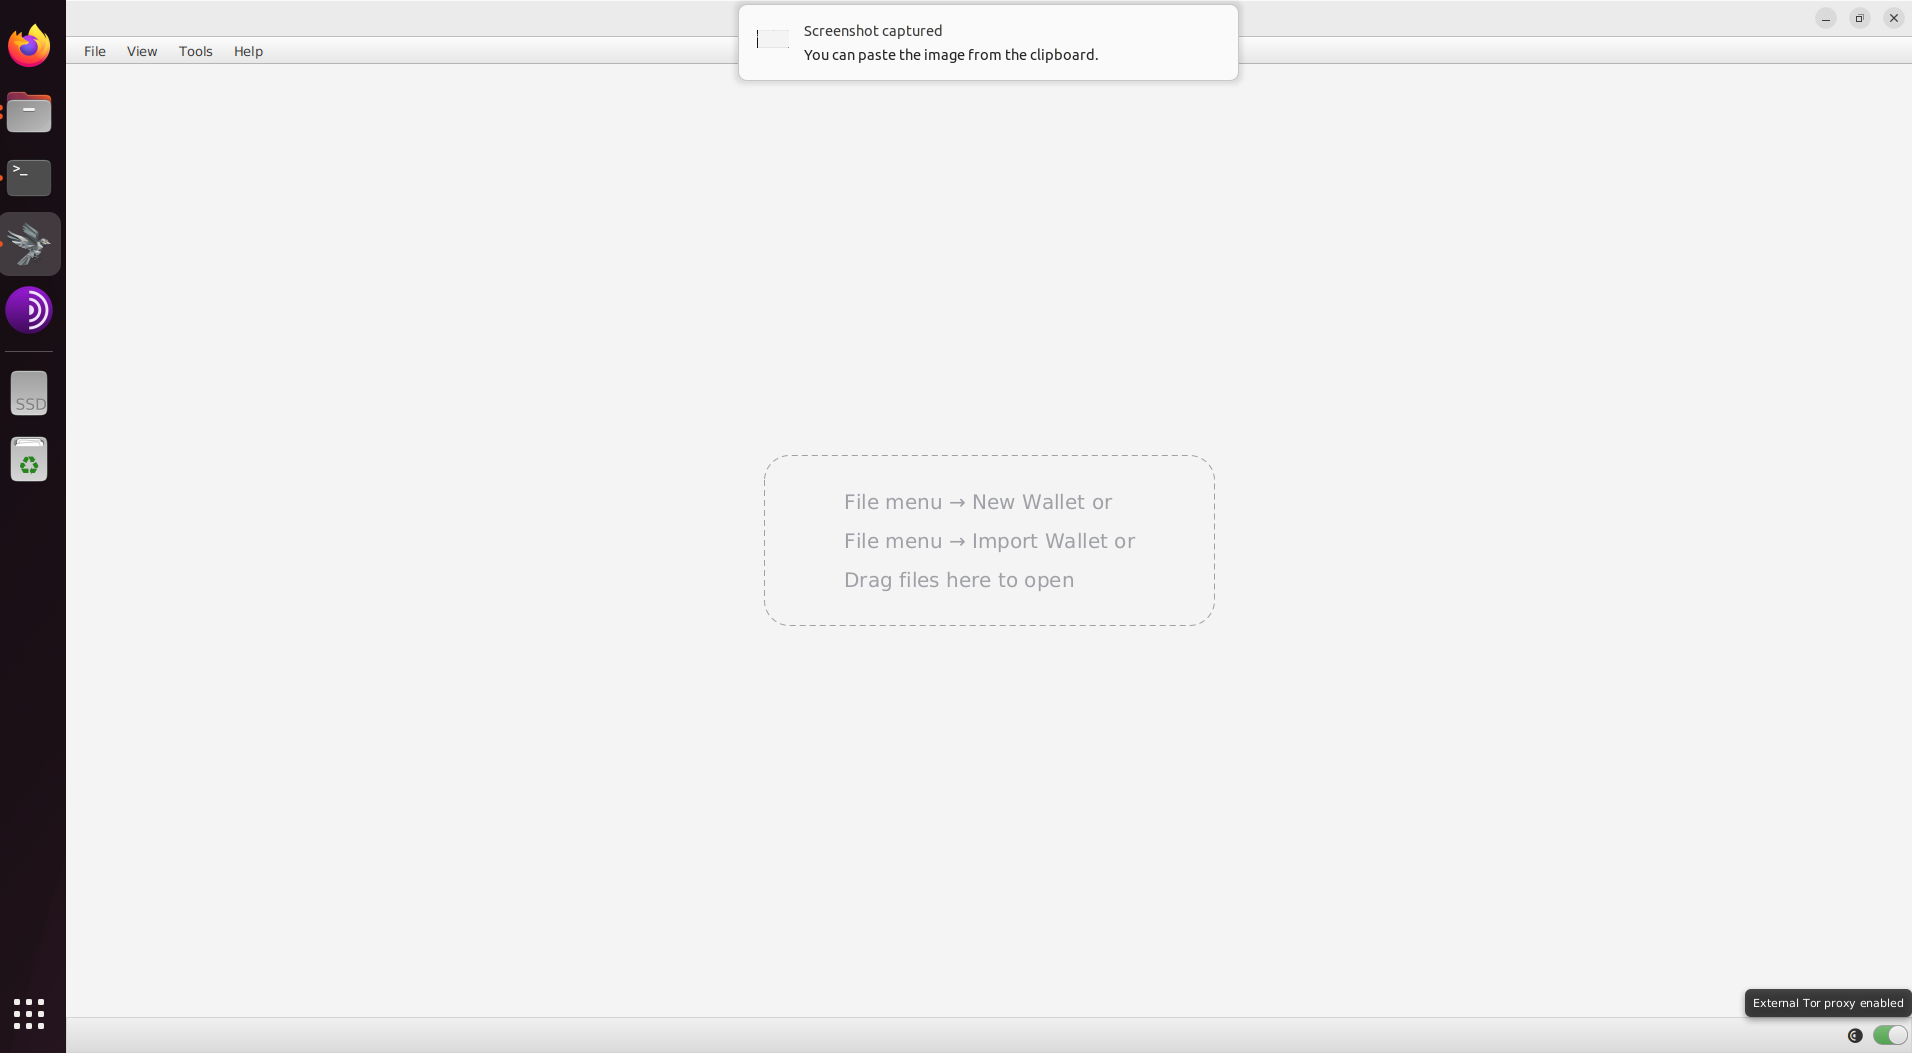 Screenshot captured
You can paste the image from the clipboard.
File View Tools Help
>_
SSD
File menu → New Wallet or
File menu → Import Wallet or
Drag files here to open
External Tor proxy enabled